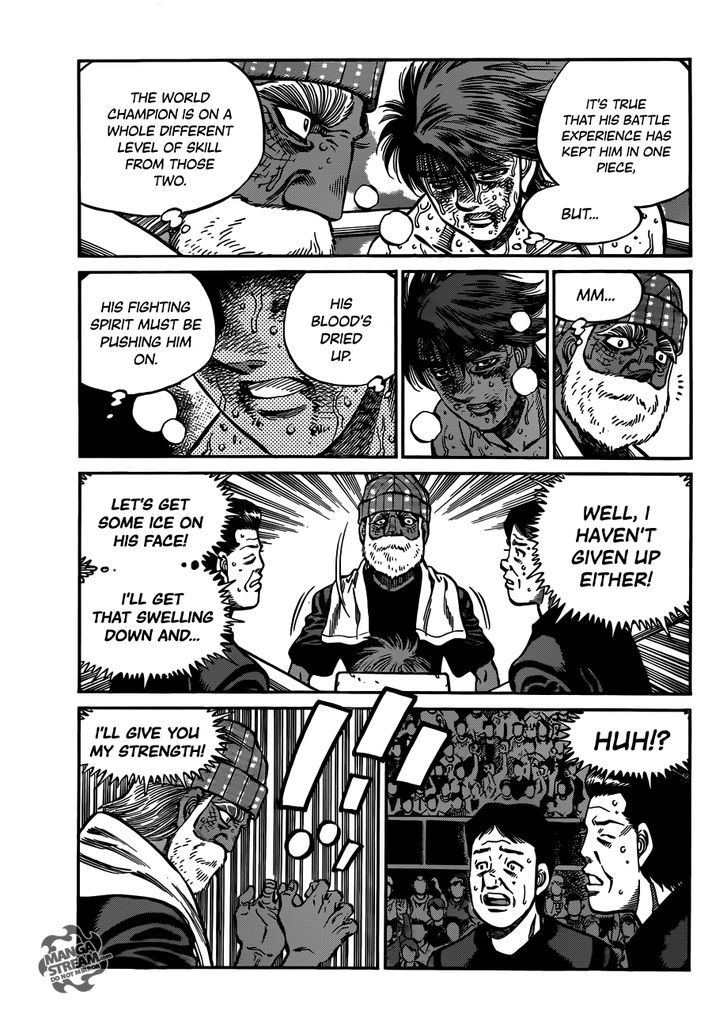 IT'S TRUE
THAT HIS BATTLE
EXPERIENCE HAS
KEPT HIM IN ONE
PIECE,
BUT...
THE WORLD
CHAMPION IS ON A
WHOLE DIFFERENT
LEVEL OF SKILL
FROM THOSE
TWO.
MM...
HIS
BLOOD'S
DRIED
UP.
HIS FIGHTING
SPIRIT MUST BE
PUSHING HIM
ON.
WELL, I
HAVEN'T
GIVEN UP
EITHER!
LET'S GET
SOME ICE ON
HIS FACE!
I'LL GET
THAT SWELLING
DOWN AND...
HUH!?
I'LL GIVE YOU
MY STRENGTH!
!!
MANGA
STREAM.com
DO NOT MIRROR